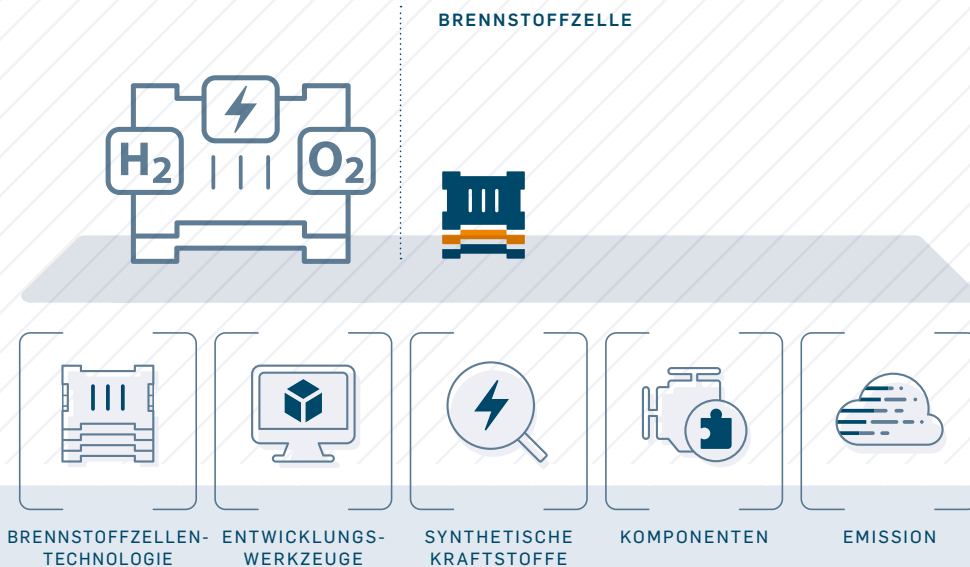 BRENNSTOFFZELLE
H2
O2
BRENNSTOFFZELLEN-
TECHNOLOGIE
ENTWICKLUNGS-
WERKZEUGE
SYNTHETISCHE
KRAFTSTOFFE
KOMPONENTEN
EMISSION